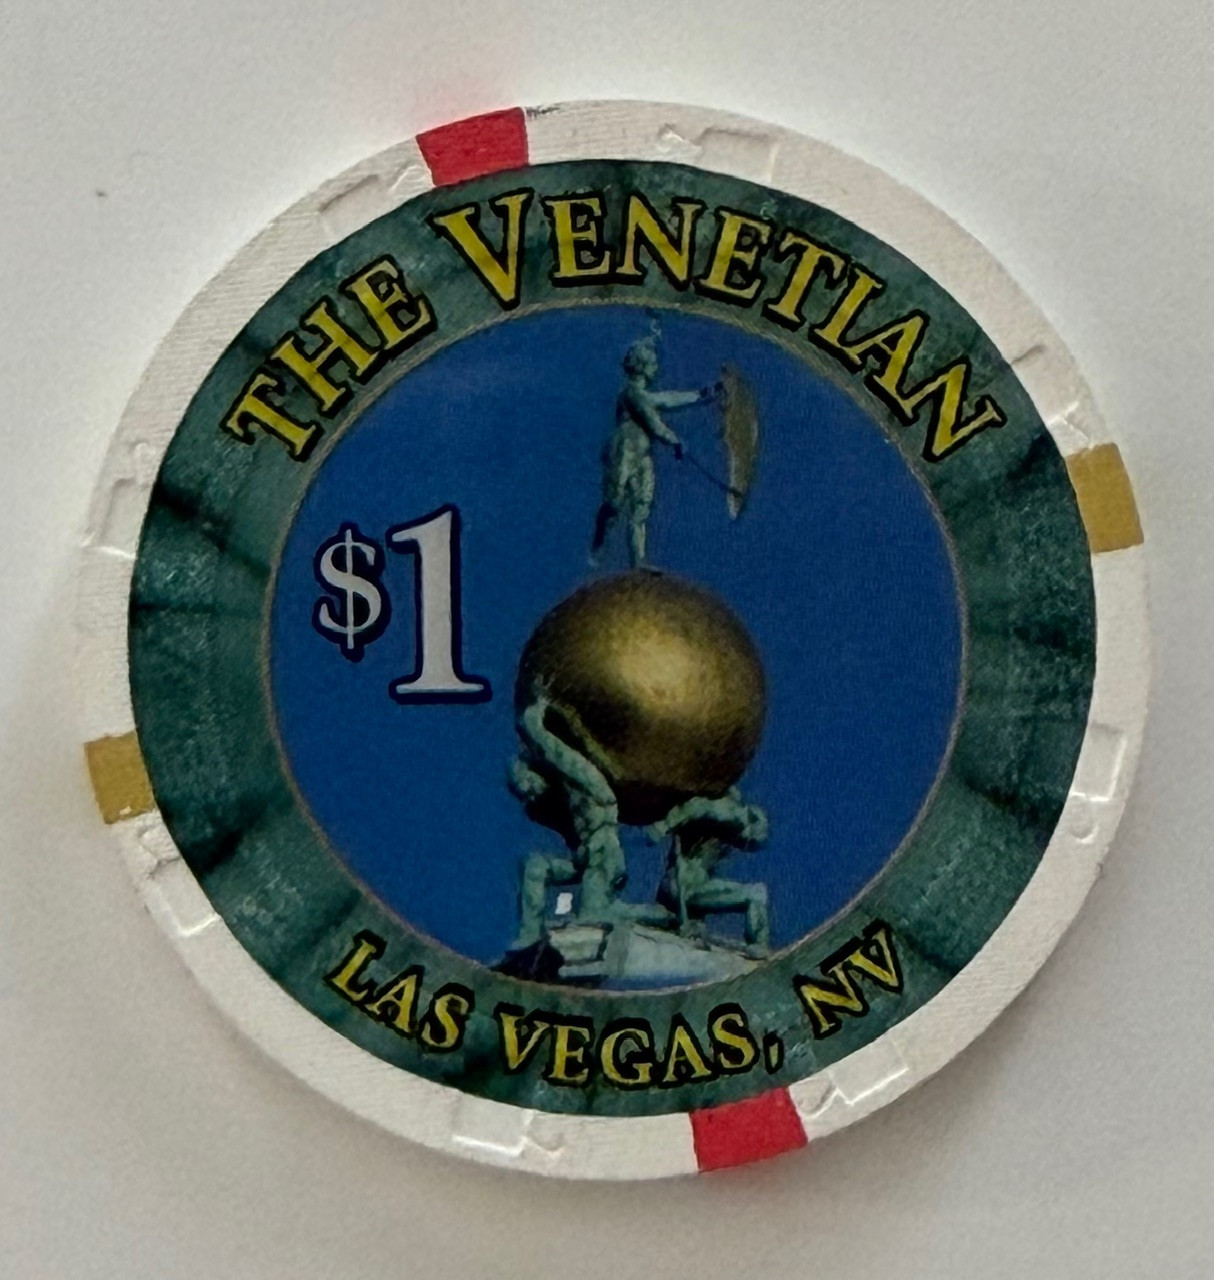 THE VENETIAN
$1
LAS VEGAS, NV